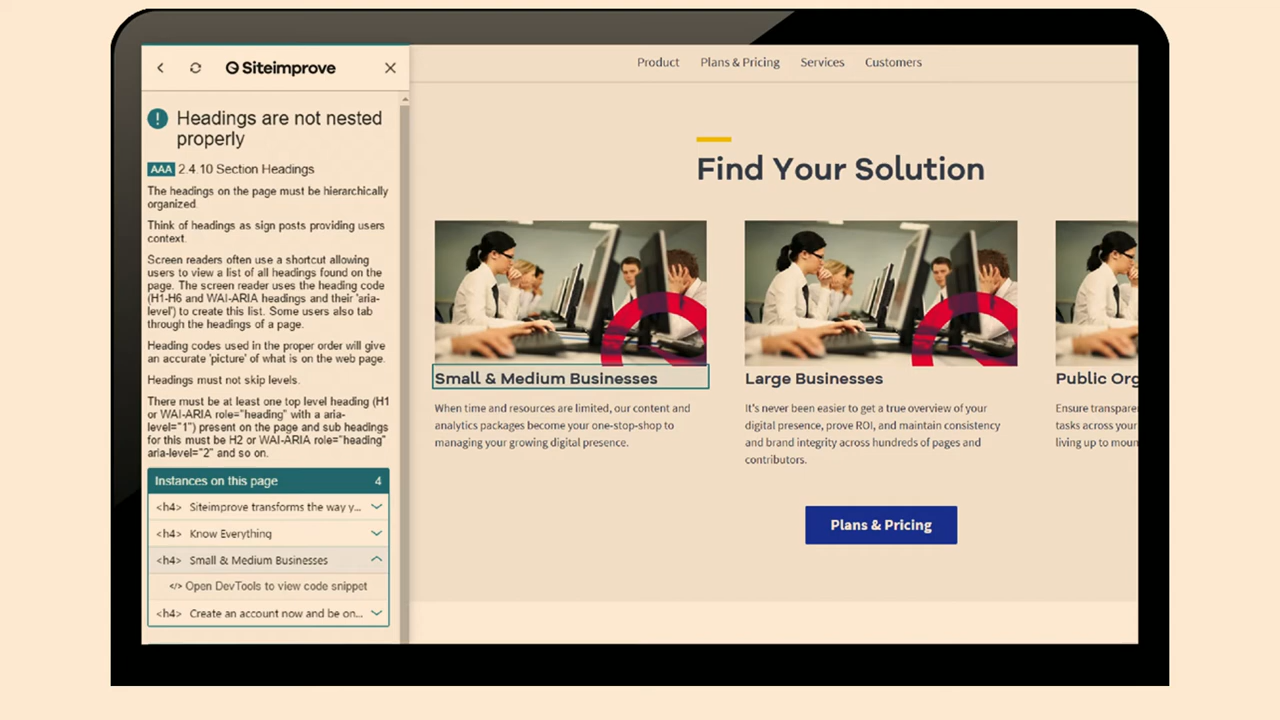 Siteimprove
Headings are not nested
properly
AAA 2.4.10 Section Headings
The headings on the page must be hierarchically
organized.
Think of headings as sign posts providing users
context.
Screen readers often use a shortcut allowing
users to view a list of all headings found on the
page. The screen reader uses the heading code
(H1-H6 and WAI-ARIA headings and their 'aria-
level') to create this list. Some users also tab
through the headings of a page.
Heading codes used in the proper order will give
an accurate 'picture' of what is on the web page.
Headings must not skip levels.
There must be at least one top level heading (H1
or WAI-ARIA role="heading" with a aria-
level="1") present on the page and sub headings
for this must be H2 or WAI-ARIA role="heading"
aria-level="2" and so on.
Instances on this page 4
<h4> Siteimprove transforms the way y...
<h4> Know Everything
<h4> Small & Medium Businesses
</> Open DevTools to view code snippet
<h4> Create an account now and be on...
Product Plans & Pricing Services Customers
Find Your Solution
Small & Medium Businesses
When time and resources are limited, our content and
analytics packages become your one-stop-shop to
managing your growing digital presence.
Large Businesses
It's never been easier to get a true overview of your
digital presence, prove ROI, and maintain consistency
and brand integrity across hundreds of pages and
contributors.
Public Org
Ensure transpare
tasks across your
living up to moun
Plans & Pricing